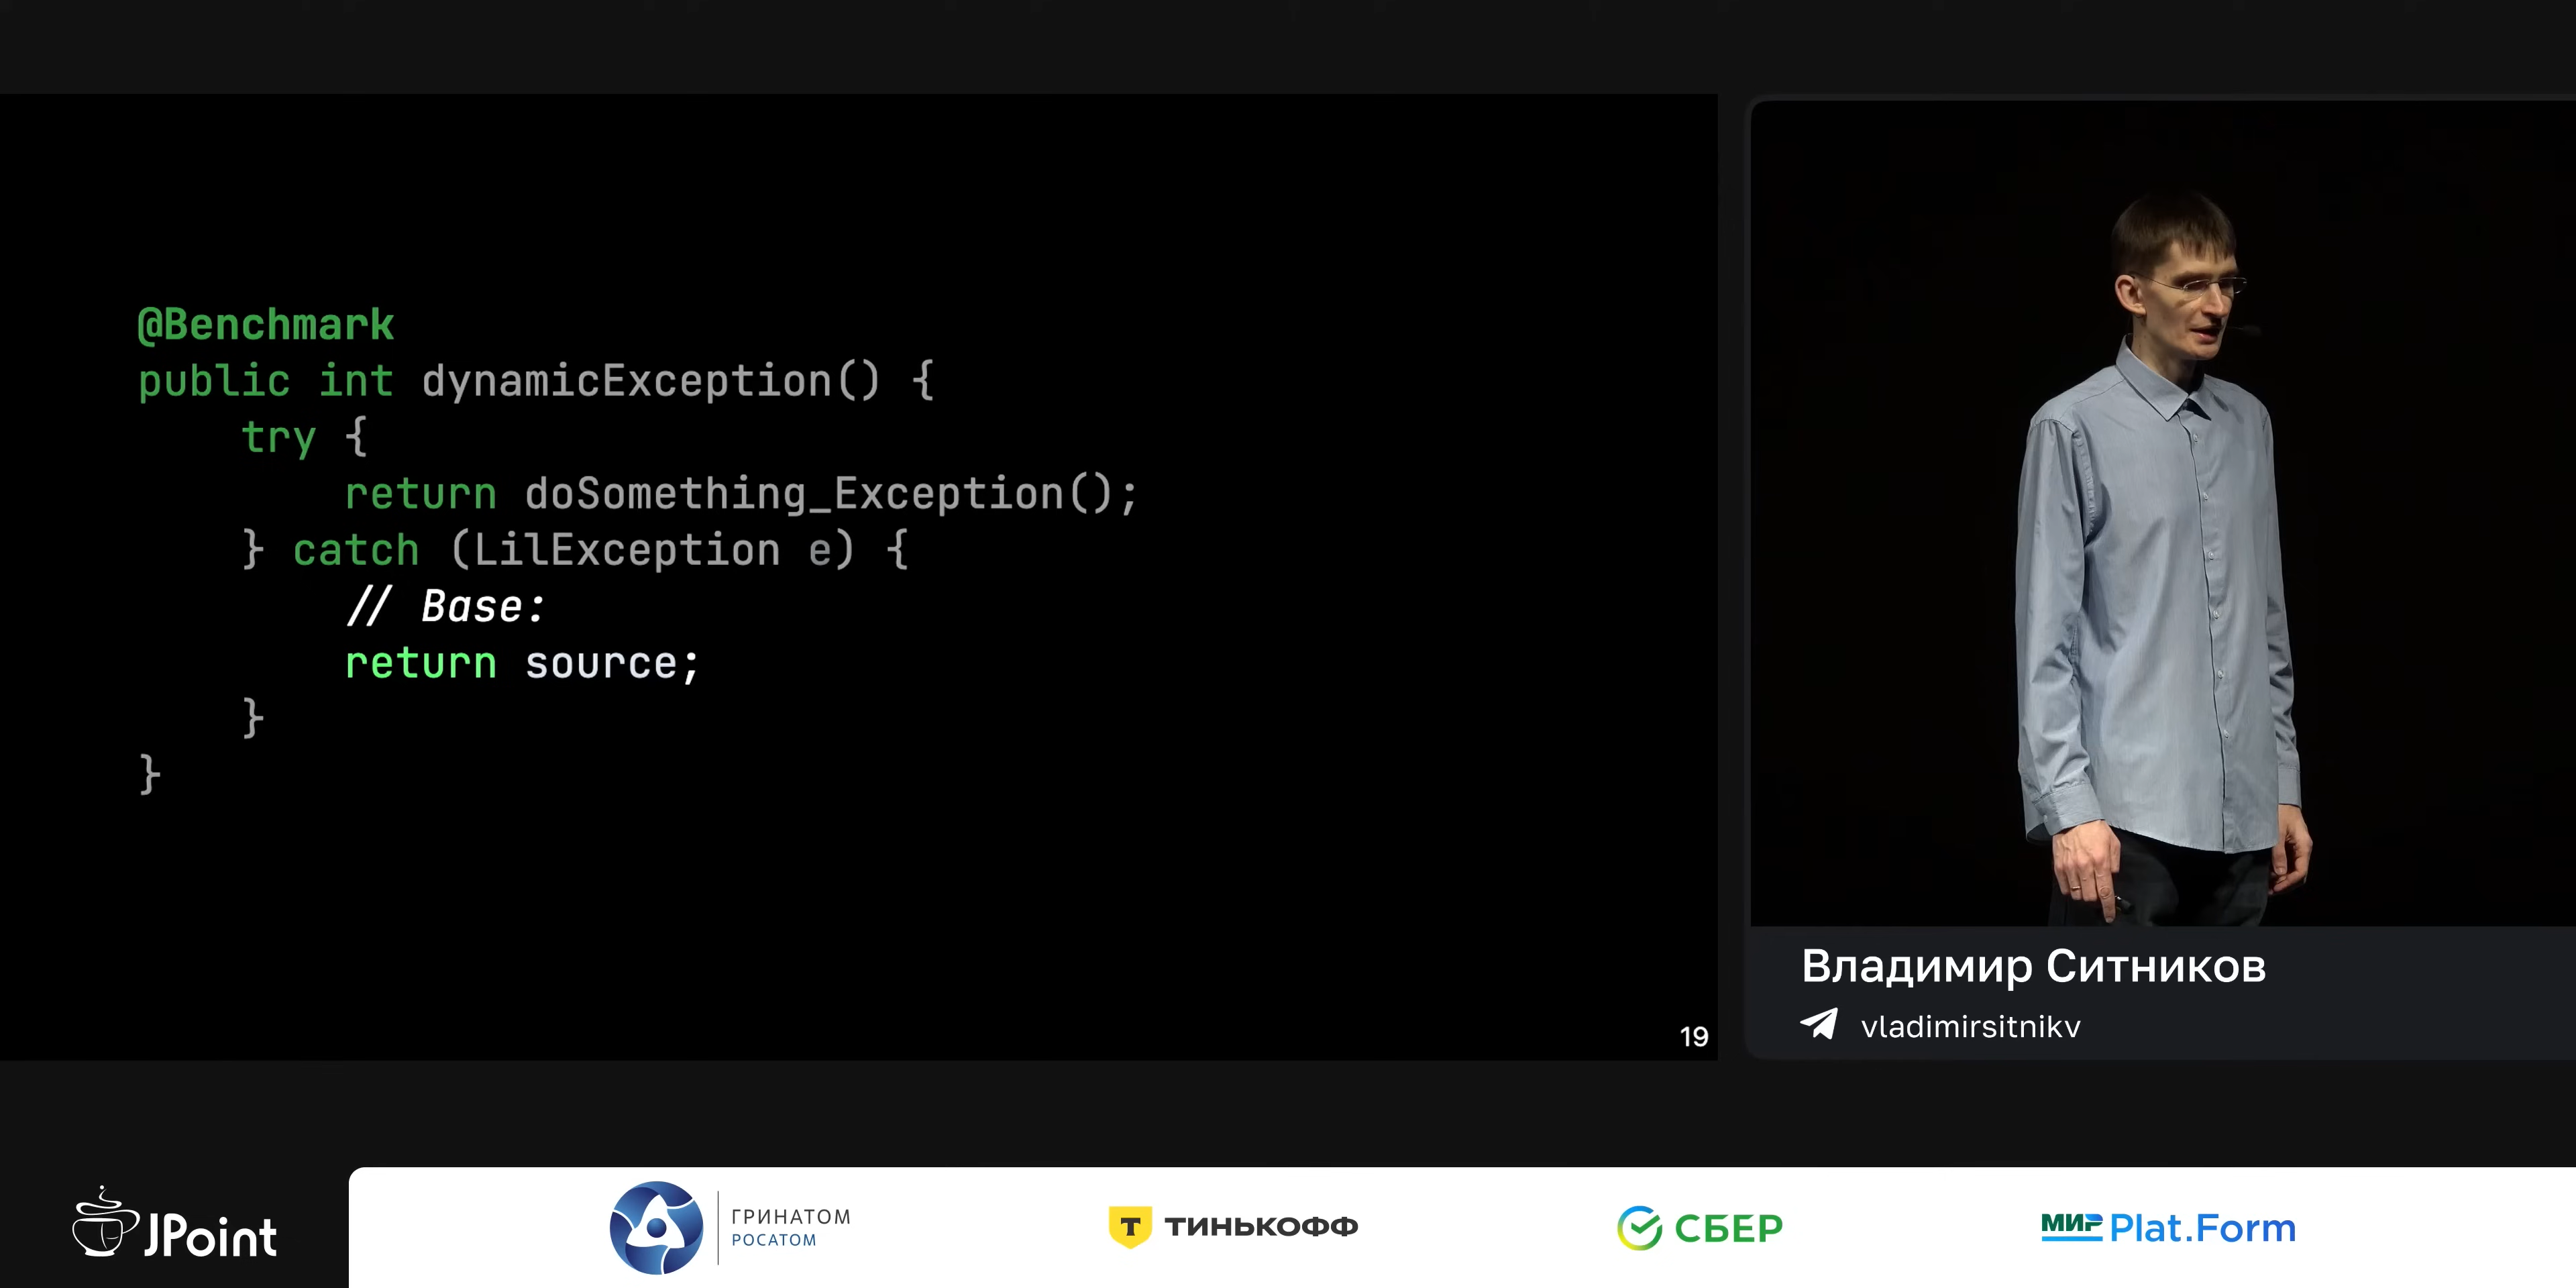 @Benchmark
public int dynamicException() {
try {
return doSomething_Exception();
} catch (LilException e) {
// Base:
return source;
}
}
19
Владимир Ситников
vladimirsitnikv
JPoint
ГРИНАТОМ
РОСАТОМ
Т ТИНЬКОФФ
СБЕР
МИР Plat.Form